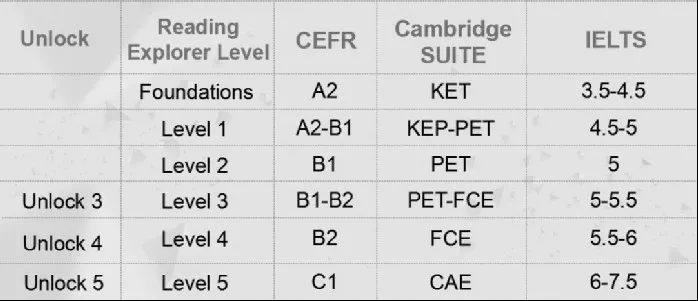 Unlock Reading Explorer Level CEFR Cambridge SUITE IELTS
Foundations A2 KET 3.5-4.5
Level 1 A2-B1 KEP-PET 4.5-5
Level 2 B1 PET 5
Unlock 3 Level 3 B1-B2 PET-FCE 5-5.5
Unlock 4 Level 4 B2 FCE 5.5-6
Unlock 5 Level 5 C1 CAE 6-7.5